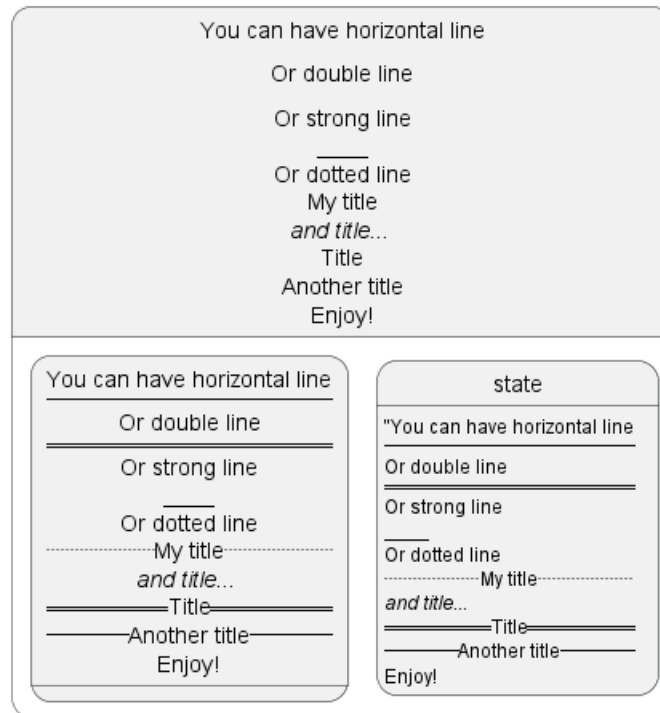 You can have horizontal line
Or double line
Or strong line
____
Or dotted line
My title
and title...
Title
Another title
Enjoy!
You can have horizontal line
Or double line
Or strong line
____
Or dotted line
My title
and title...
Title
Another title
Enjoy!
state
"You can have horizontal line
Or double line
Or strong line
____
Or dotted line
My title
and title...
Title
Another title
Enjoy!